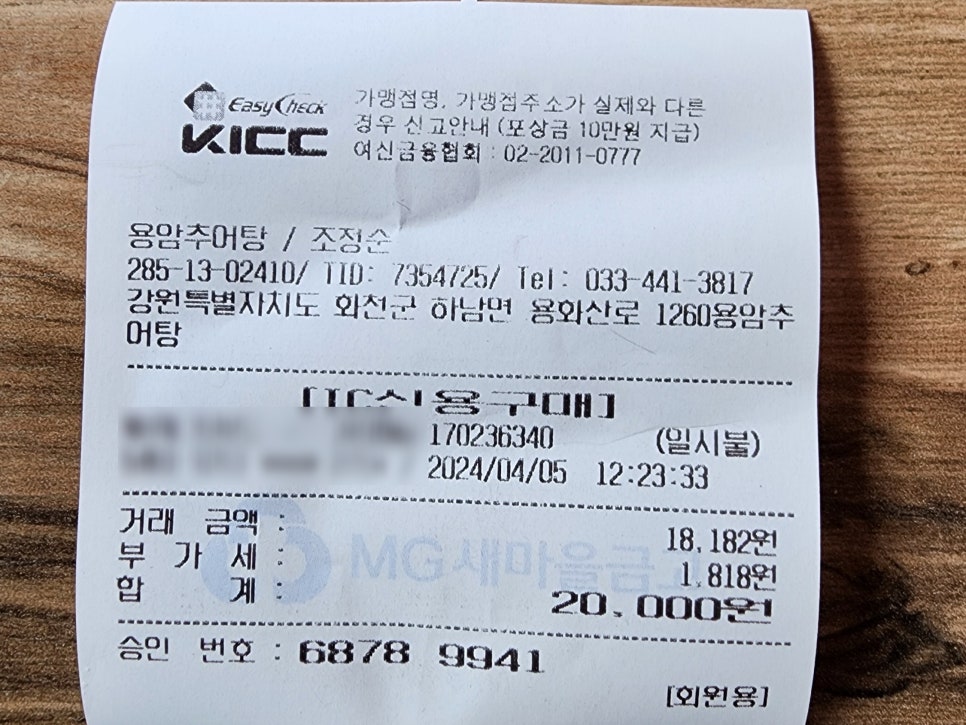 EasyCheck
KICC
가맹점명, 가맹점주소가 실제와 다른
경우 신고안내 (포상금 10만원 지급)
여신금융협회 : 02-2011-0777
용암추어탕 / 조정순
285-13-02410/ TID: 7354725/ Tel: 033-441-3817
강원특별자치도 화천군 하남면 용화산로 1260용암추
어탕
[IC신용구매]
170236340 (일시불)
2024/04/05 12:23:33
거래 금액 : 18,182원
부 가 세 : 1,818원
합 계 : 20,000원
MG새마을금고
승인 번호 : 6878 9941
[회원용]